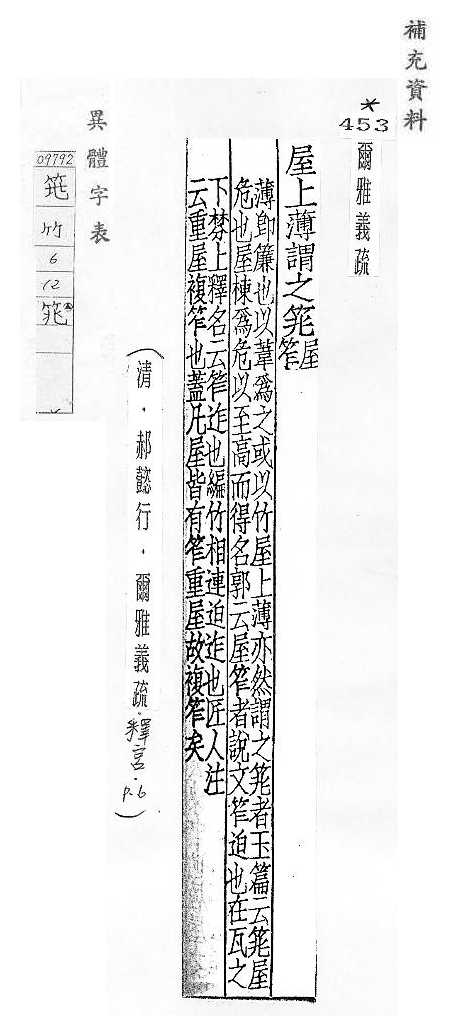 補充資料
*
453
爾雅義疏
屋上薄謂之筄屋
笮
薄即簾也以葦為之或以竹屋上薄亦然謂之筄者玉篇云筄屋
危也屋棟為危以至高而得名郭云屋笮者說文笮迫也在瓦之
下棼上釋名云笮迮也編竹相連迫迮也匠人注
云重屋複笮也蓋凡屋皆有笮重屋故複笮矣
(清．郝懿行．爾雅義疏．釋宮．P.6)
異體字表
09792
竹
6
12
筄